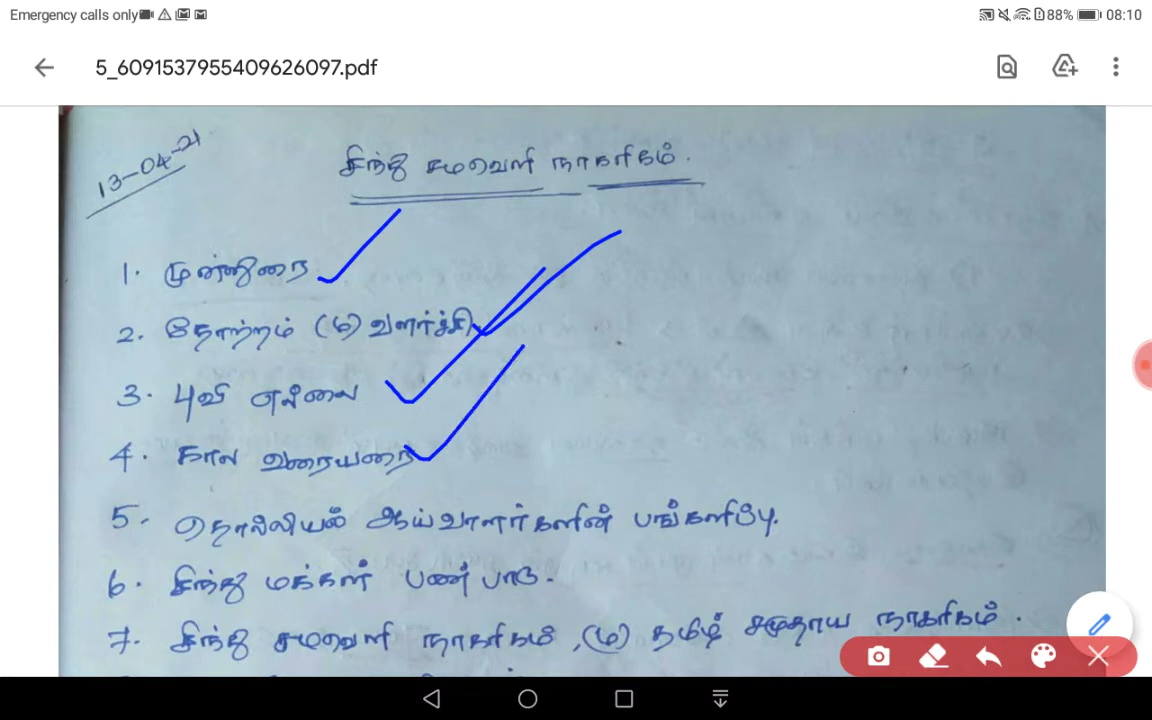 Emergency calls only
88% 08:10
5_6091537955409626097.pdf
13-04-21
சிந்து சமவெளி நாகரிகம்.
1. முன்னுரை
2. தோற்றம் (ம) வளர்ச்சி
3. புவி எல்லை
4. கால வரையறை
5. தொல்லியல் ஆய்வாளர்களின் பங்களிப்பு.
6. சிந்து மக்கள் பண்பாடு.
7. சிந்து சமவெளி நாகரிகம் (ம) தமிழ் சமுதாய நாகரிகம்.